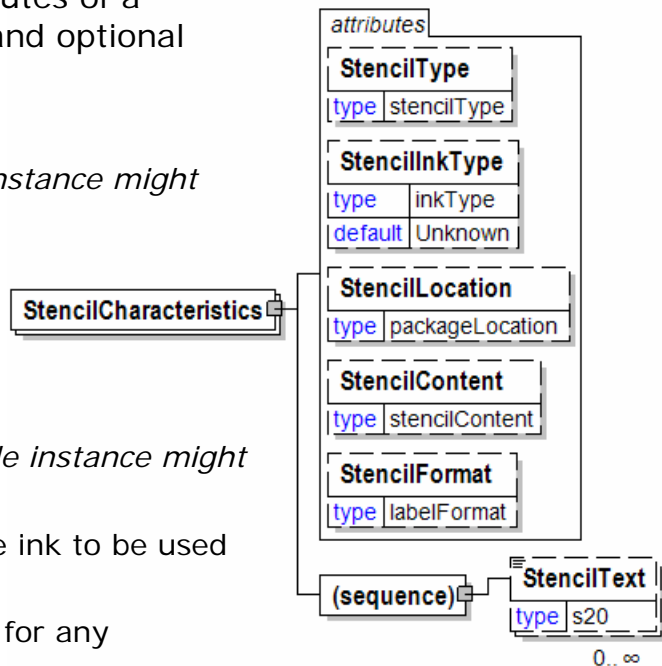 utes of a
and optional
nstance might
le instance might
e ink to be used
for any
attributes
StencilType
type stencilType
StencilInkType
type inkType
default Unknown
StencilCharacteristics
StencilLocation
type packageLocation
StencilContent
type stencilContent
StencilFormat
type labelFormat
(sequence)
StencilText
type s20
0..∞